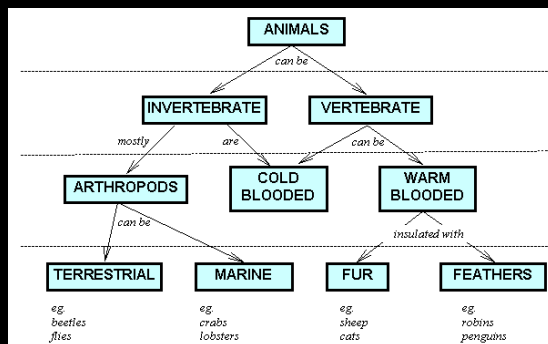 ANIMALS
can be
INVERTEBRATE VERTEBRATE
mostly are can be
ARTHROPODS COLD BLOODED WARM BLOODED
can be insulated with
TERRESTRIAL MARINE FUR FEATHERS
eg. eg. eg. eg.
beetles crabs sheep robins
flies lobsters cats penguins